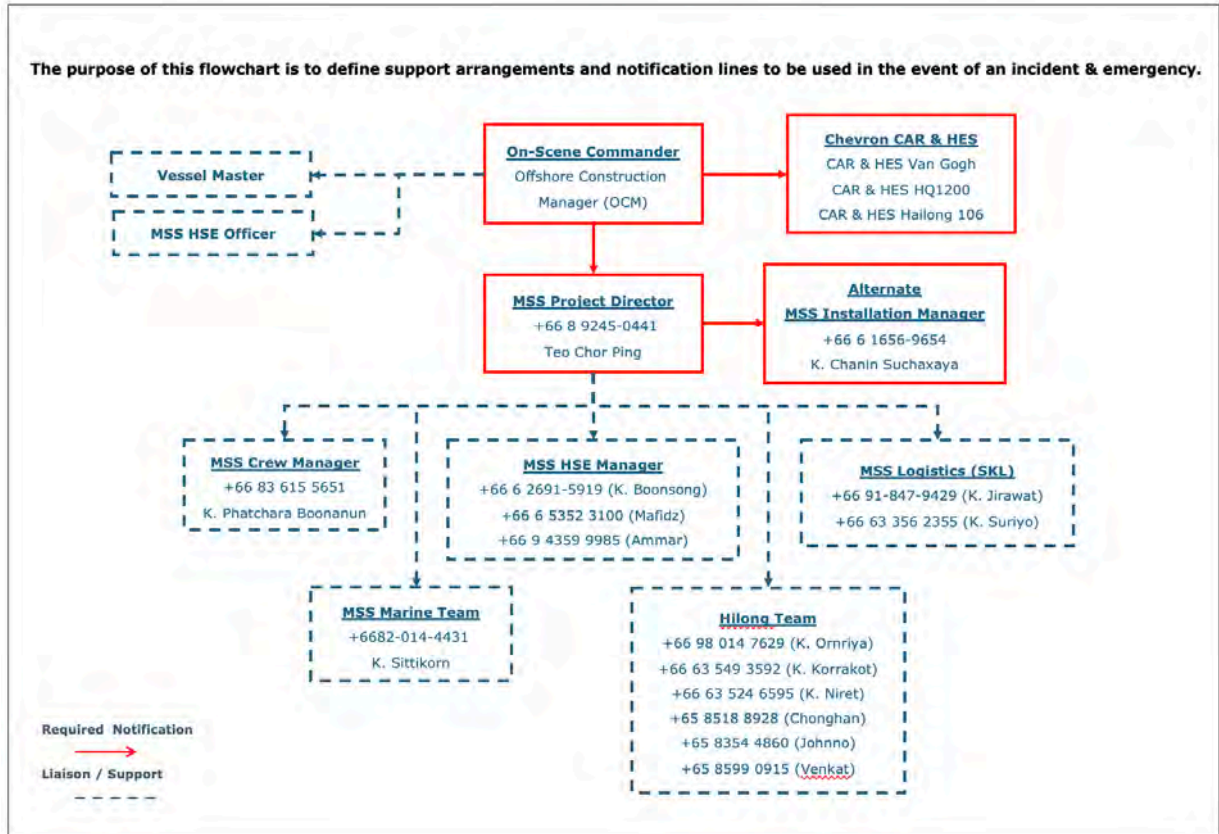 The purpose of this flowchart is to define support arrangements and notification lines to be used in the event of an incident & emergency.
On-Scene Commander
Offshore Construction
Manager (OCM)
Chevron CAR & HES
CAR & HES Van Gogh
CAR & HES HQ1200
CAR & HES Hailong 106
Vessel Master
MSS HSE Officer
MSS Project Director
+66 8 9245-0441
Teo Chor Ping
Alternate
MSS Installation Manager
+66 6 1656-9654
K. Chanin Suchaxaya
MSS Crew Manager
+66 83 615 5651
K. Phatchara Boonanun
MSS HSE Manager
+66 6 2691-5919 (K. Boonsong)
+66 6 5352 3100 (Mafidz)
+66 9 4359 9985 (Ammar)
MSS Logistics (SKL)
+66 91-847-9429 (K. Jirawat)
+66 63 356 2355 (K. Suriyo)
MSS Marine Team
+6682-014-4431
K. Sittikorn
Hilong Team
+66 98 014 7629 (K. Ornriya)
+66 63 549 3592 (K. Korrakot)
+66 63 524 6595 (K. Niret)
+65 8518 8928 (Chonghan)
+65 8354 4860 (Johnno)
+65 8599 0915 (Venkat)
Required Notification
Liaison / Support